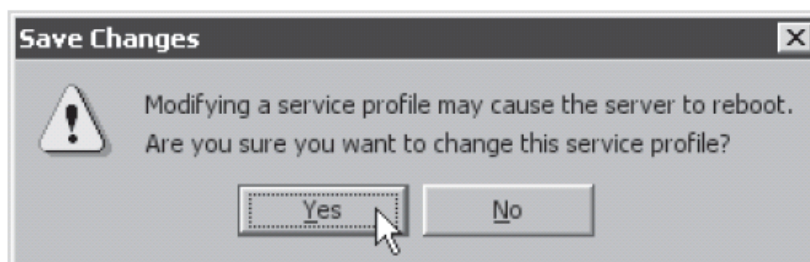 Save Changes
Modifying a service profile may cause the server to reboot.
Are you sure you want to change this service profile?
Yes
No